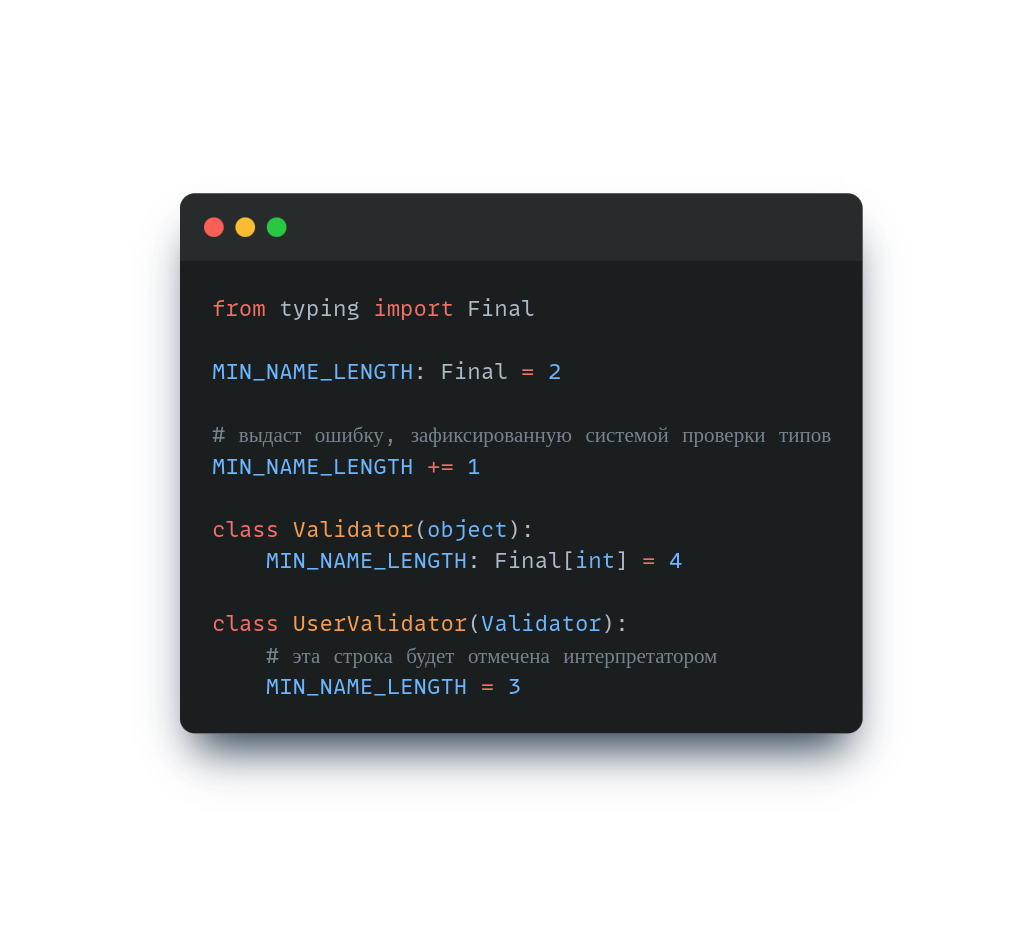 from typing import Final
MIN_NAME_LENGTH: Final = 2
# выдаст ошибку, зафиксированную системой проверки типов
MIN_NAME_LENGTH += 1
class Validator(object):
    MIN_NAME_LENGTH: Final[int] = 4
class UserValidator(Validator):
    # эта строка будет отмечена интерпретатором
    MIN_NAME_LENGTH = 3